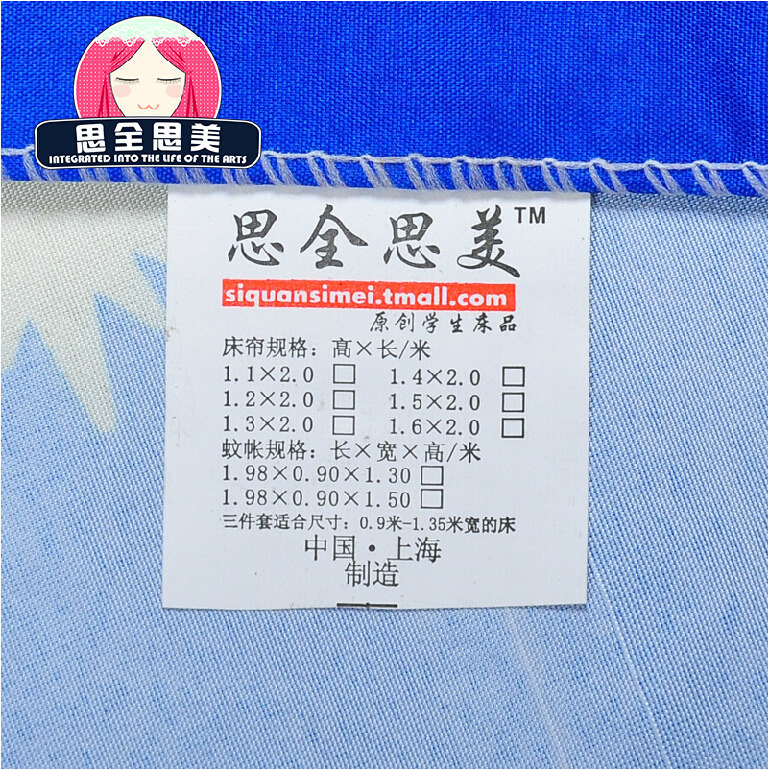 思全思美
INTEGRATED INTO THE LIFE OF THE ARTS
思全思美™
siquansimei.tmall.com
原创学生床品
床帘规格：高×长/米
1.1×2.0 □ 1.4×2.0 □
1.2×2.0 □ 1.5×2.0 □
1.3×2.0 □ 1.6×2.0 □
蚊帐规格：长×宽×高/米
1.98×0.90×1.30 □
1.98×0.90×1.50 □
三件套适合尺寸：0.9米-1.35米宽的床
中国·上海
制造